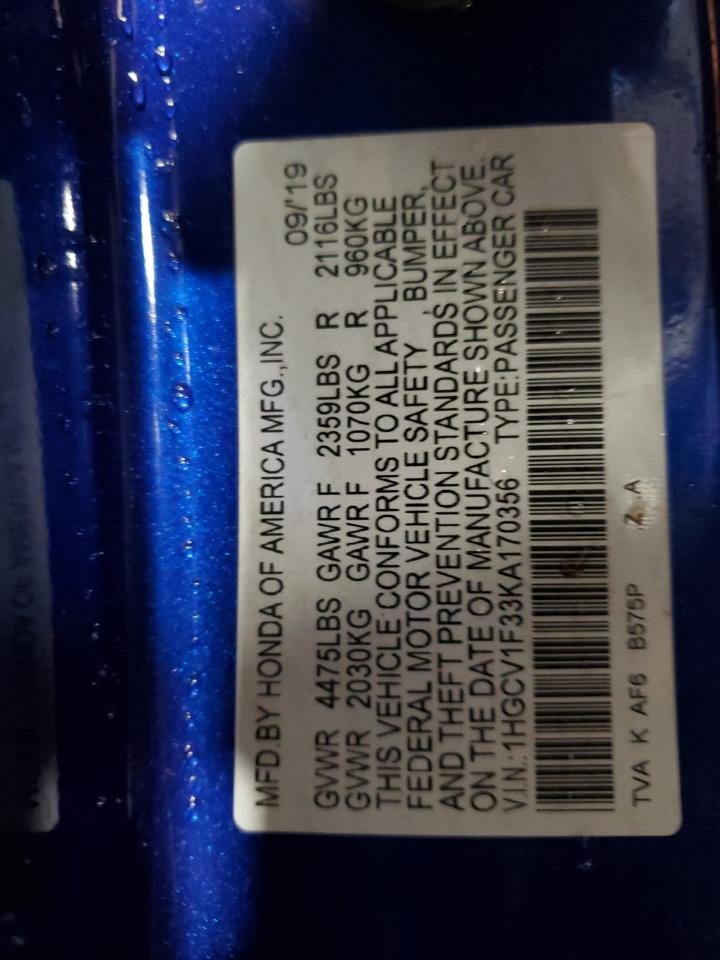 MFD.BY HONDA OF AMERICA MFG.,INC.
09/'19
GVWR 4475LBS GAWR F 2359LBS R 2116LBS
GVWR 2030KG GAWR F 1070KG R 960KG
THIS VEHICLE CONFORMS TO ALL APPLICABLE
FEDERAL MOTOR VEHICLE SAFETY , BUMPER,
AND THEFT PREVENTION STANDARDS IN EFFECT
ON THE DATE OF MANUFACTURE SHOWN ABOVE.
V.I.N.:1HGCV1F33KA170356 TYPE:PASSENGER CAR
TVA K AF6 B575P Z A